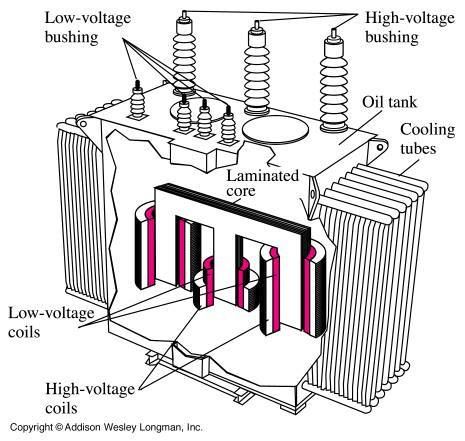 Low-voltage
bushing
High-voltage
bushing
Oil tank
Cooling
tubes
Laminated
core
Low-voltage
coils
High-voltage
coils
Copyright © Addison Wesley Longman, Inc.